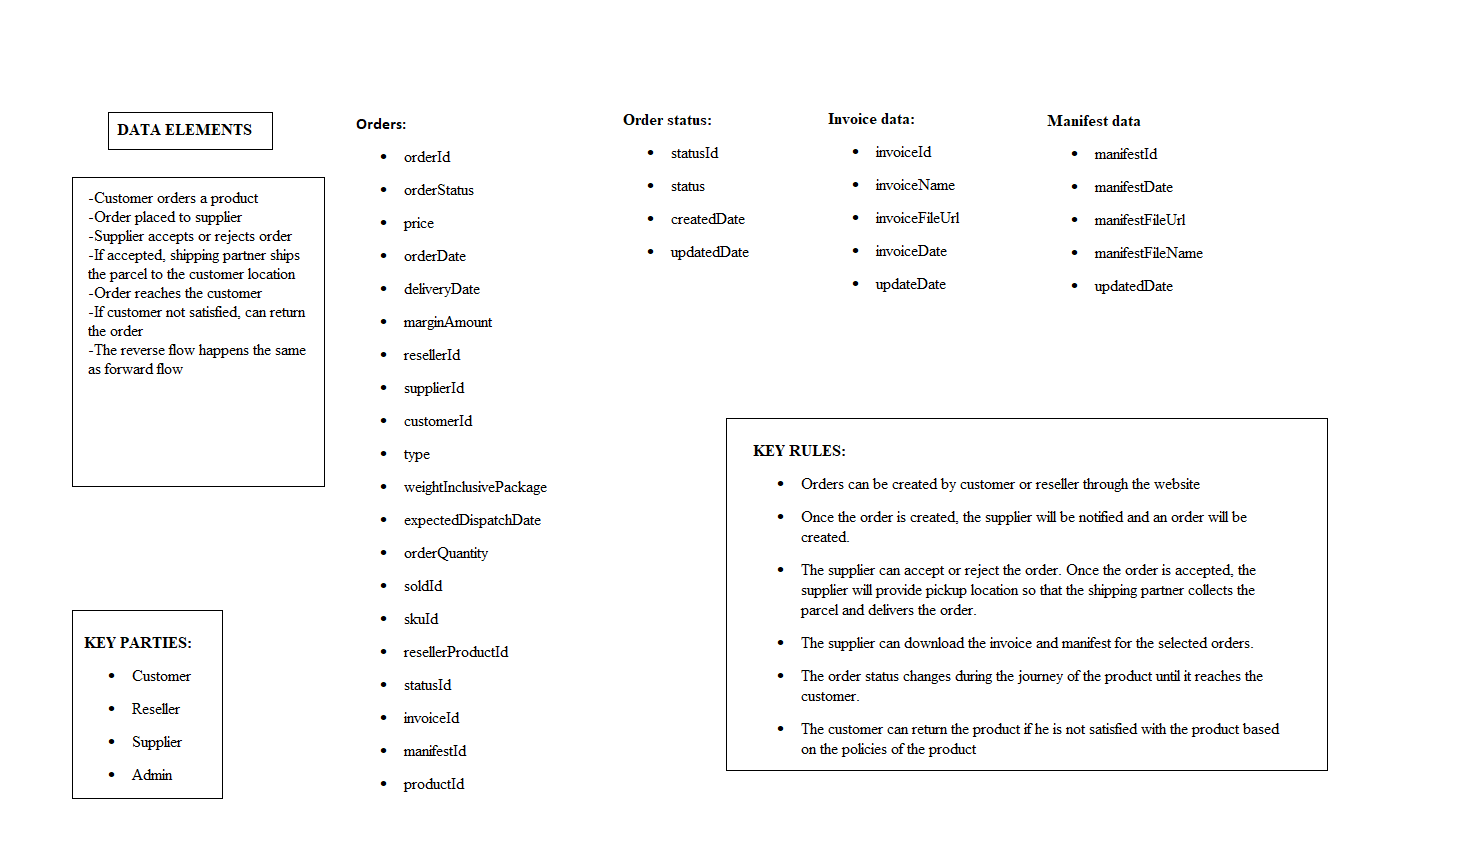 DATA ELEMENTS
-Customer orders a product
-Order placed to supplier
-Supplier accepts or rejects order
-If accepted, shipping partner ships
the parcel to the customer location
-Order reaches the customer
-If customer not satisfied, can return
the order
-The reverse flow happens the same
as forward flow
KEY PARTIES:
• Customer
• Reseller
• Supplier
• Admin
Orders:
• orderId
• orderStatus
• price
• orderDate
• deliveryDate
• marginAmount
• resellerId
• supplierId
• customerId
• type
• weightInclusivePackage
• expectedDispatchDate
• orderQuantity
• soldId
• skuId
• resellerProductId
• statusId
• invoiceId
• manifestId
• productId
Order status:
• statusId
• status
• createdDate
• updatedDate
Invoice data:
• invoiceId
• invoiceName
• invoiceFileUrl
• invoiceDate
• updateDate
Manifest data
• manifestId
• manifestDate
• manifestFileUrl
• manifestFileName
• updatedDate
KEY RULES:
• Orders can be created by customer or reseller through the website
• Once the order is created, the supplier will be notified and an order will be
created.
• The supplier can accept or reject the order. Once the order is accepted, the
supplier will provide pickup location so that the shipping partner collects the
parcel and delivers the order.
• The supplier can download the invoice and manifest for the selected orders.
• The order status changes during the journey of the product until it reaches the
customer.
• The customer can return the product if he is not satisfied with the product based
on the policies of the product